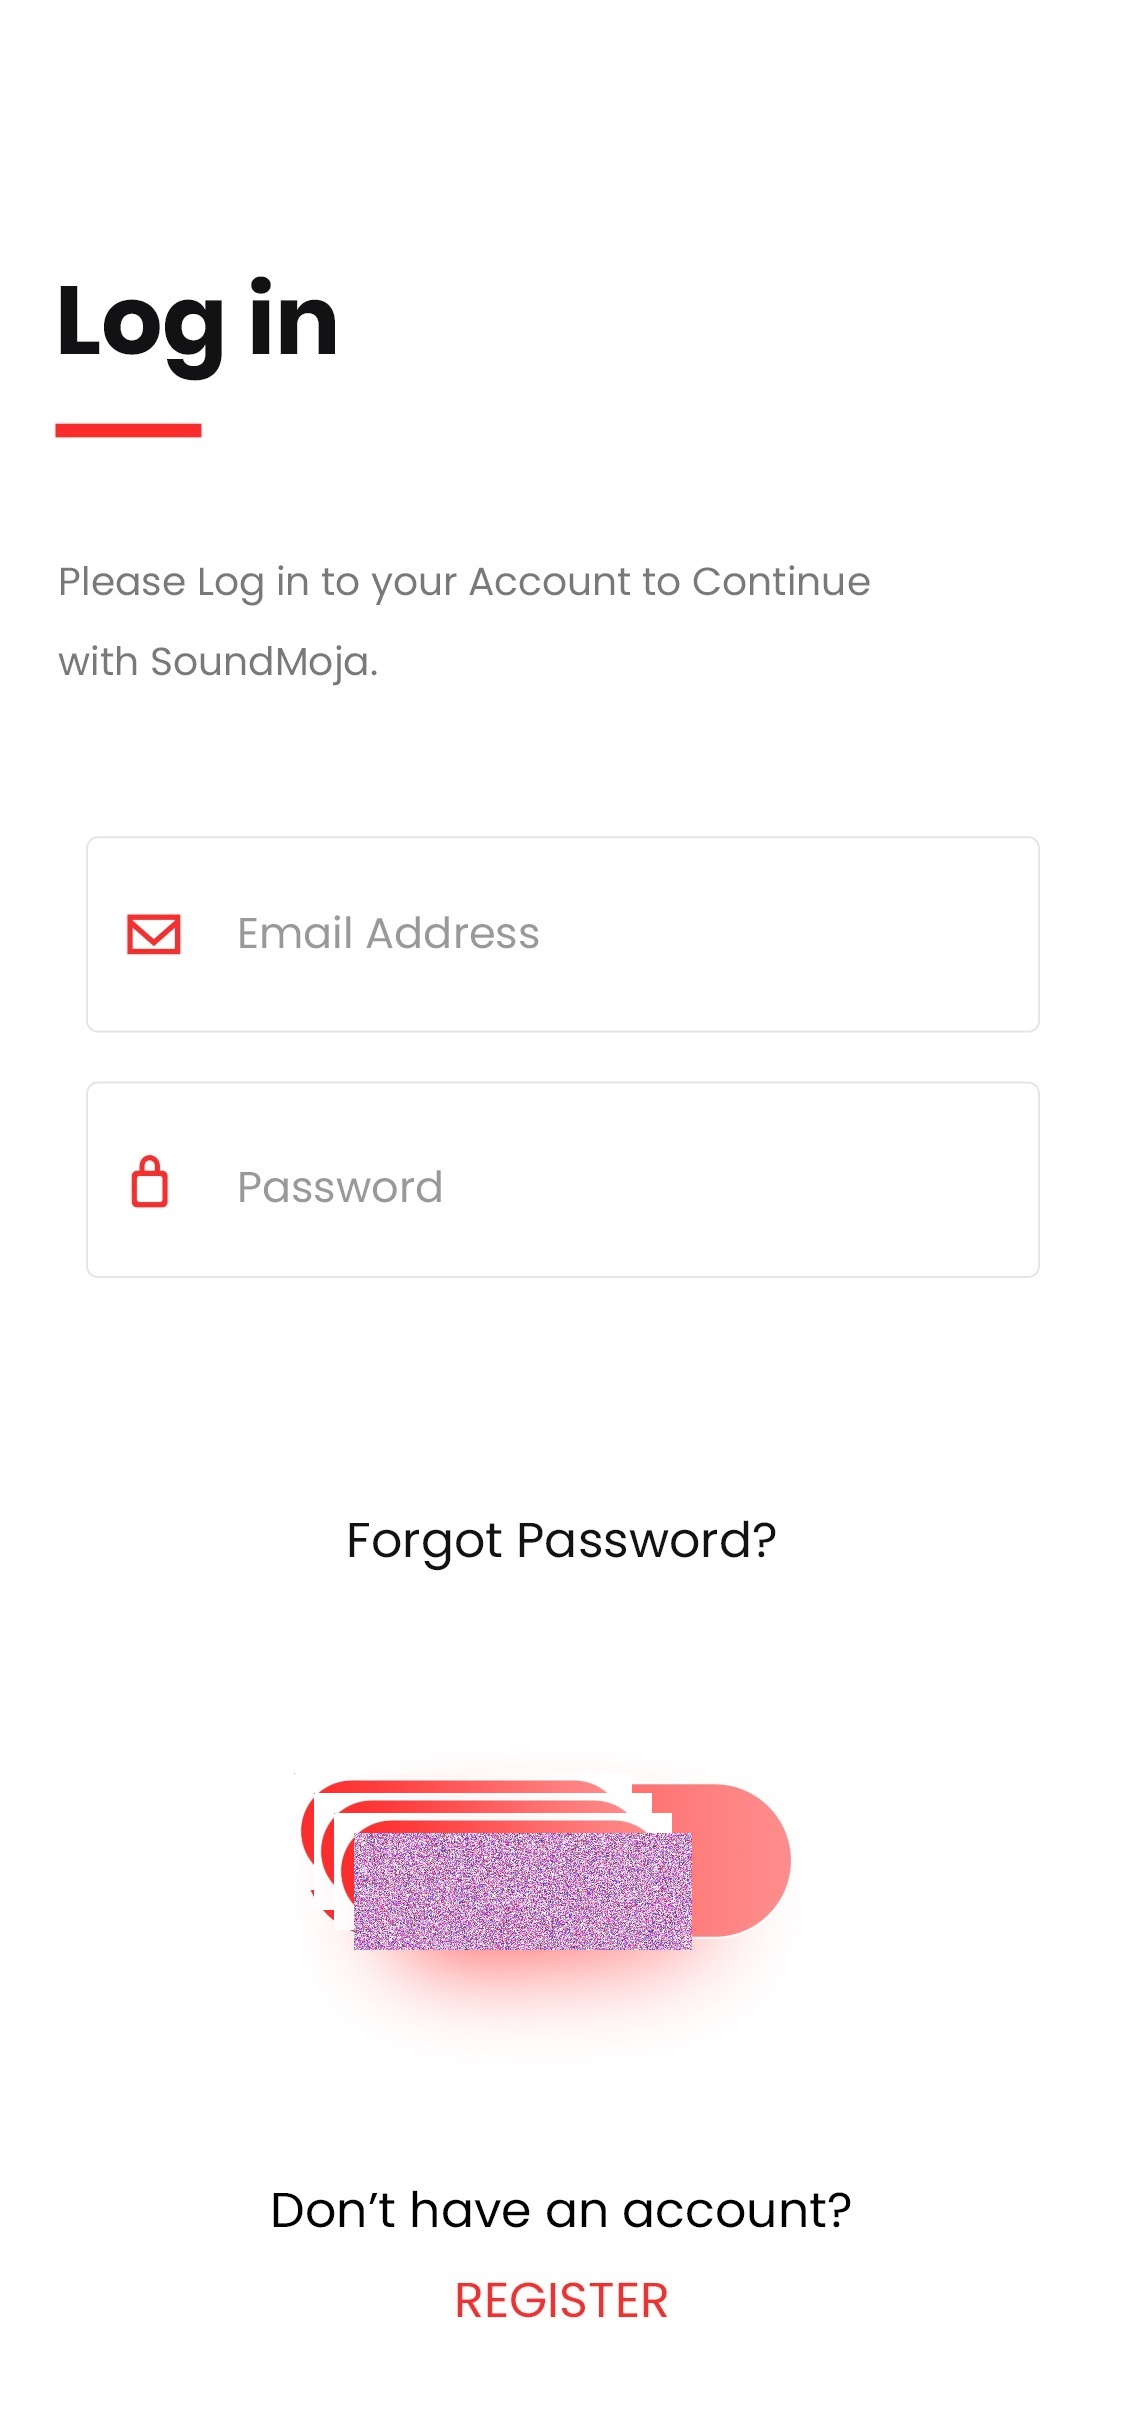 Log in
Please Log in to your Account to Continue
with SoundMoja.
Email Address
Password
Forgot Password?
Don’t have an account?
REGISTER